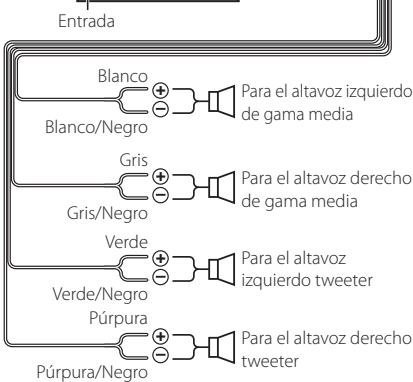 Entrada
Blanco
⊕
Para el altavoz izquierdo
⊖
de gama media
Blanco/Negro
Gris
⊕
Para el altavoz derecho
⊖
de gama media
Gris/Negro
Verde
⊕
Para el altavoz
⊖
izquierdo tweeter
Verde/Negro
Púrpura
⊕
Para el altavoz derecho
⊖
tweeter
Púrpura/Negro